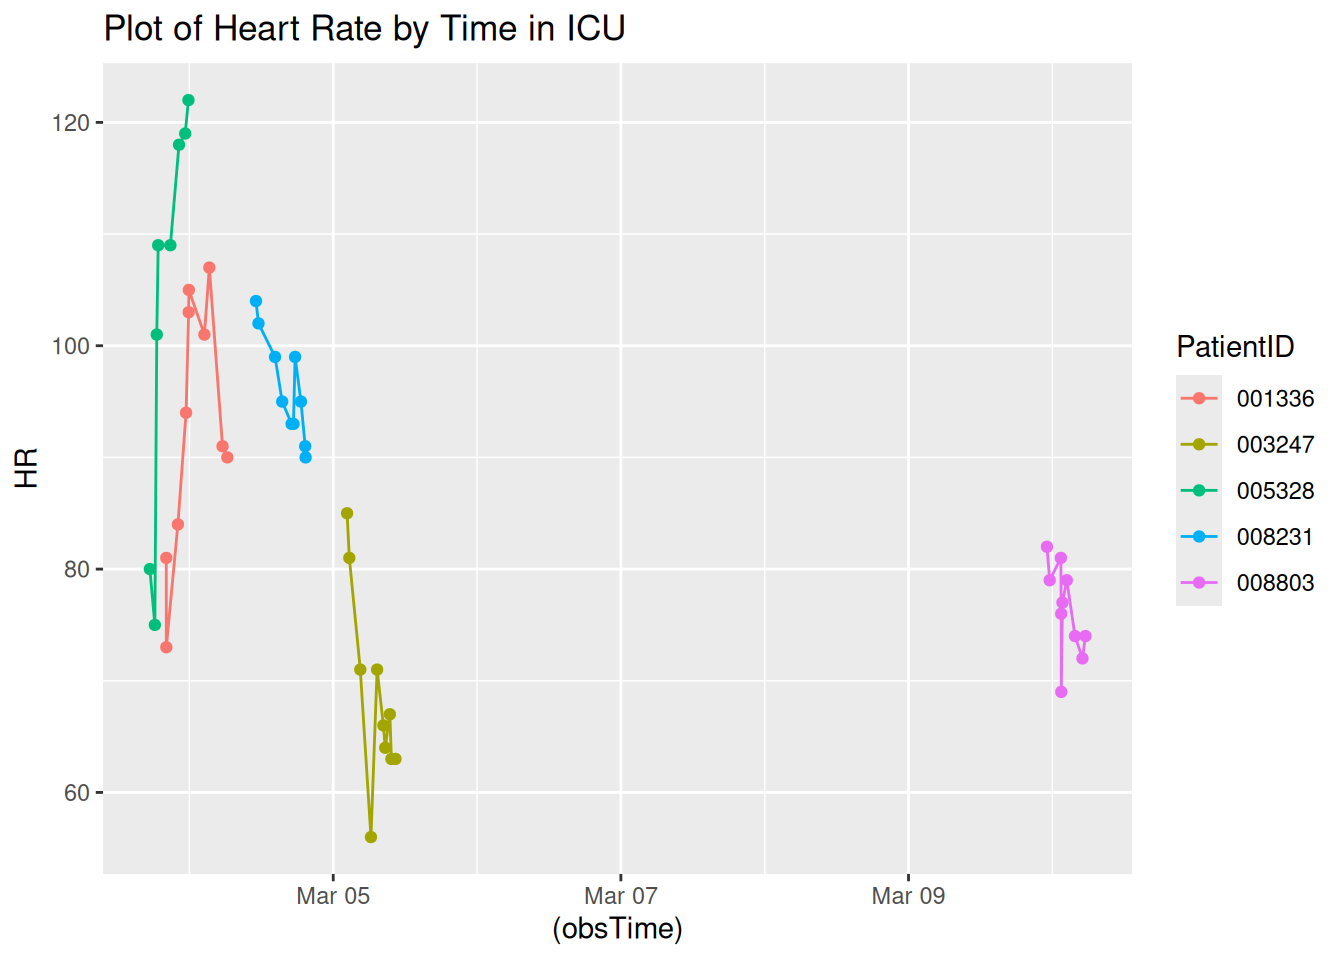 Plot of Heart Rate by Time in ICU
120
100
80
60
HR
Mar 05
Mar 07
Mar 09
(obsTime)
PatientID
001336
003247
005328
008231
008803